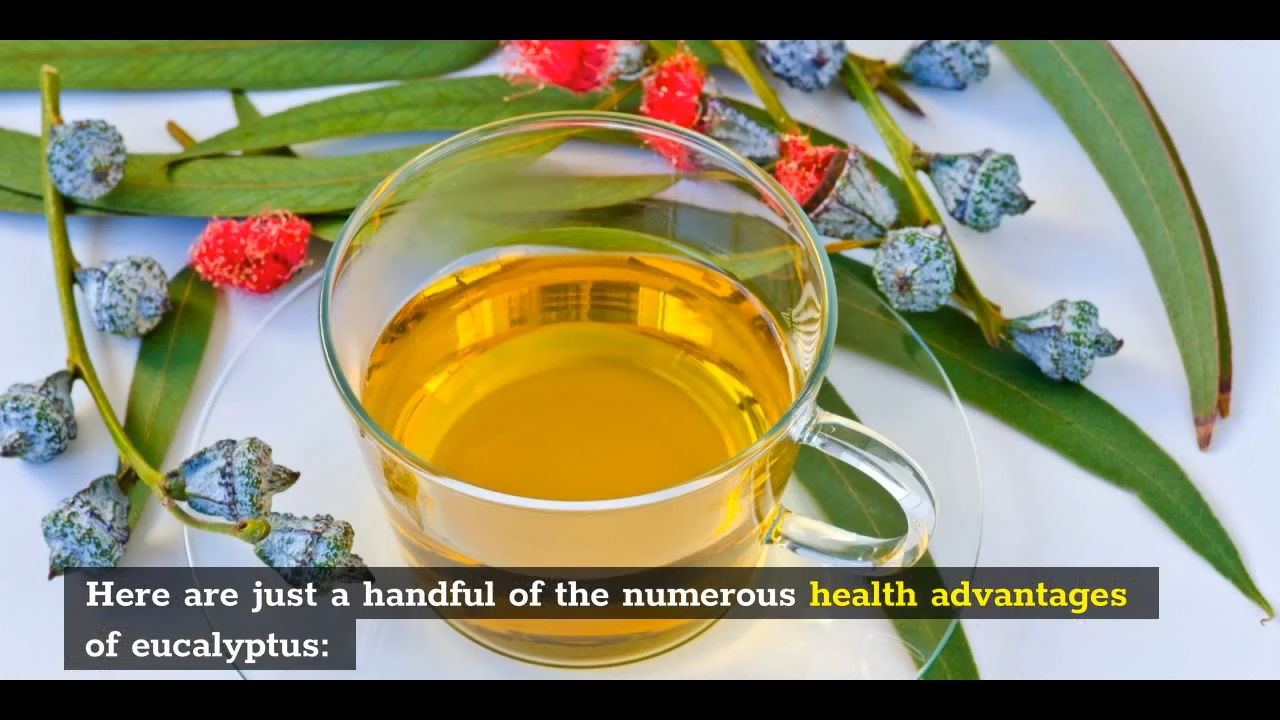 Here are just a handful of the numerous health advantages
of eucalyptus: